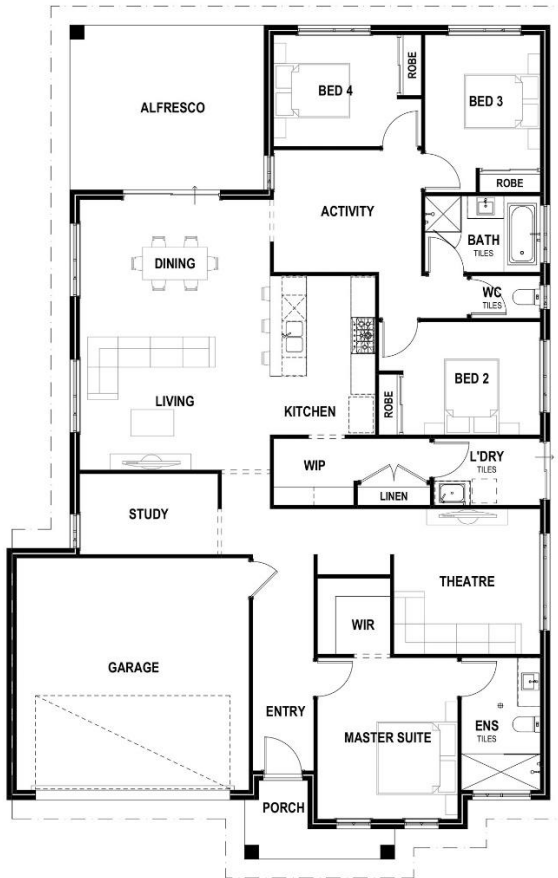 ALFRESCO
BED 4
ROBE
BED 3
ROBE
ACTIVITY
BATH
TILES
DINING
WC
TILES
LIVING
KITCHEN
BED 2
ROBE
WIP
L'DRY
TILES
LINEN
STUDY
THEATRE
WIR
GARAGE
ENTRY
MASTER SUITE
ENS
TILES
PORCH